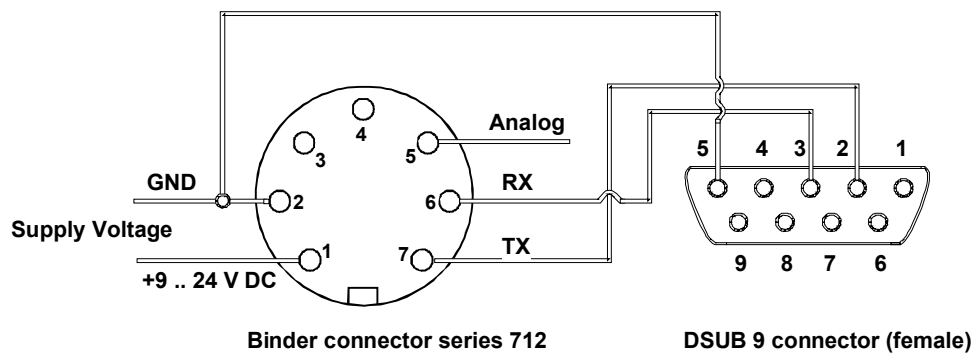 4
Analog
3
5
5 4 3 2 1
GND
RX
2
6
Supply Voltage
TX
1
7
9 8 7 6
+9 .. 24 V DC
Binder connector series 712
DSUB 9 connector (female)